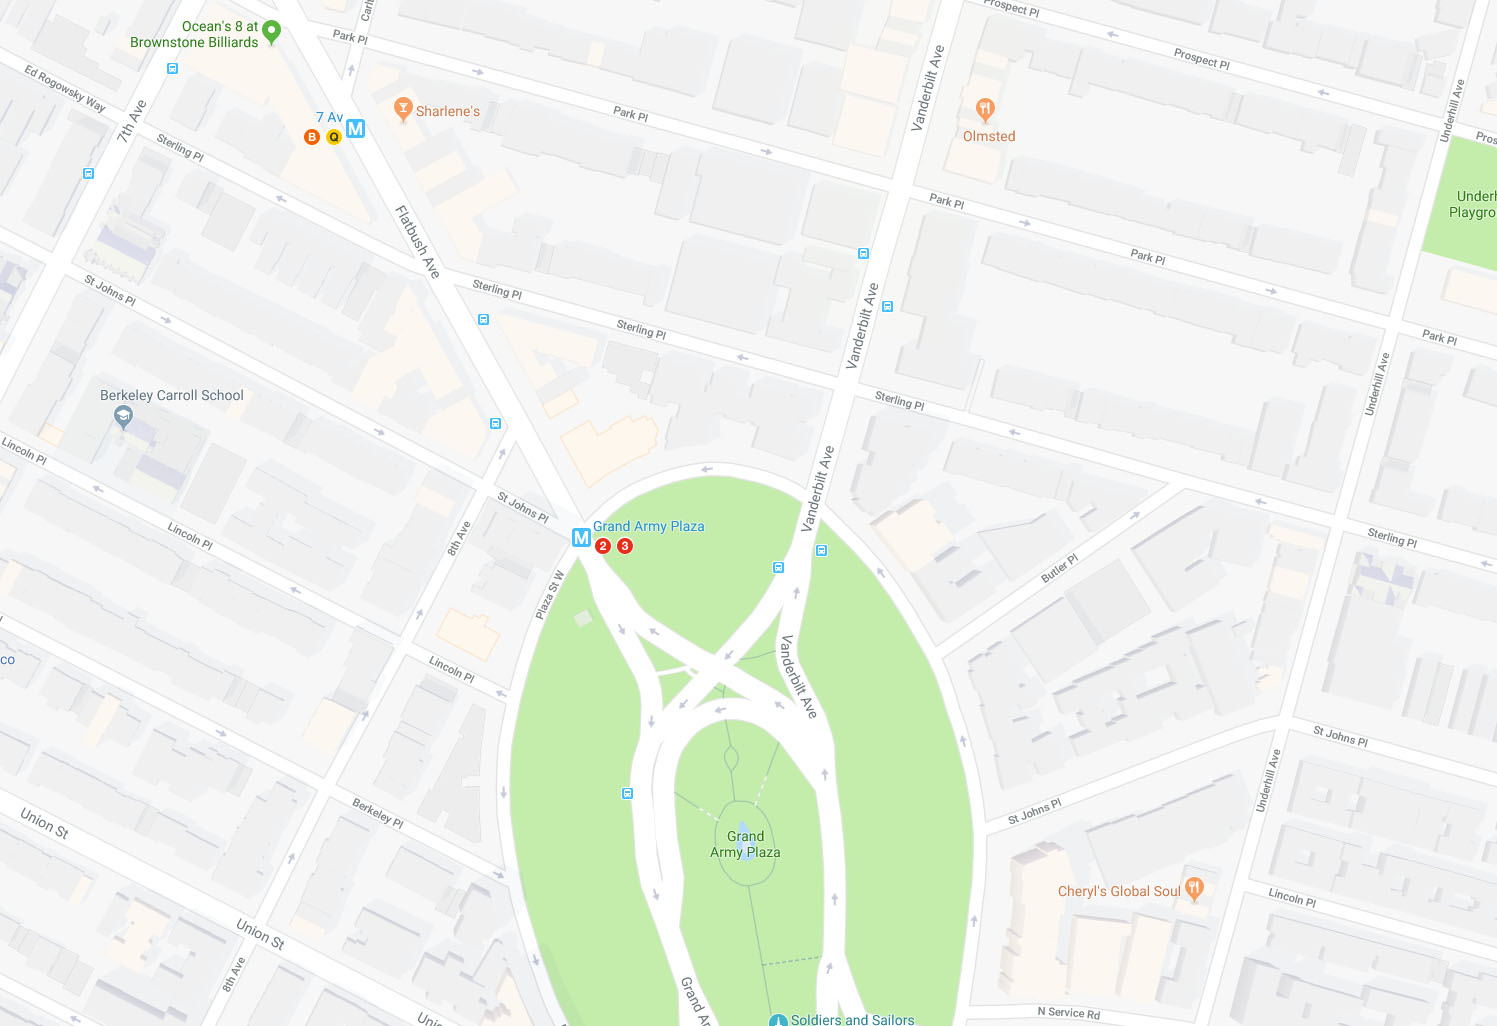 Ocean's 8 at
Brownstone Billiards
Park Pl
Prospect Pl
Prospect Pl
Ed Rogowsky Way
7th Ave
Sterling Pl
7 Av
M
B
Q
Sharlene's
Park Pl
Vanderbilt Ave
Olmsted
Underhill Ave
Flatbush Ave
Park Pl
Park Pl
St Johns Pl
Sterling Pl
Sterling Pl
Vanderbilt Ave
Park Pl
Underhill Ave
Berkeley Carroll School
Sterling Pl
Lincoln Pl
Lincoln Pl
St Johns Pl
8th Ave
Vanderbilt Ave
Grand Army Plaza
M
2
3
Sterling Pl
Butler Pl
Plaza St W
Lincoln Pl
Vanderbilt Ave
co
St Johns Pl
Underhill Ave
Union St
Berkeley Pl
St Johns Pl
Grand
Army Plaza
Cheryl's Global Soul
Lincoln Pl
Union St
8th Ave
Grand Ar
N Service Rd
Soldiers and Sailors